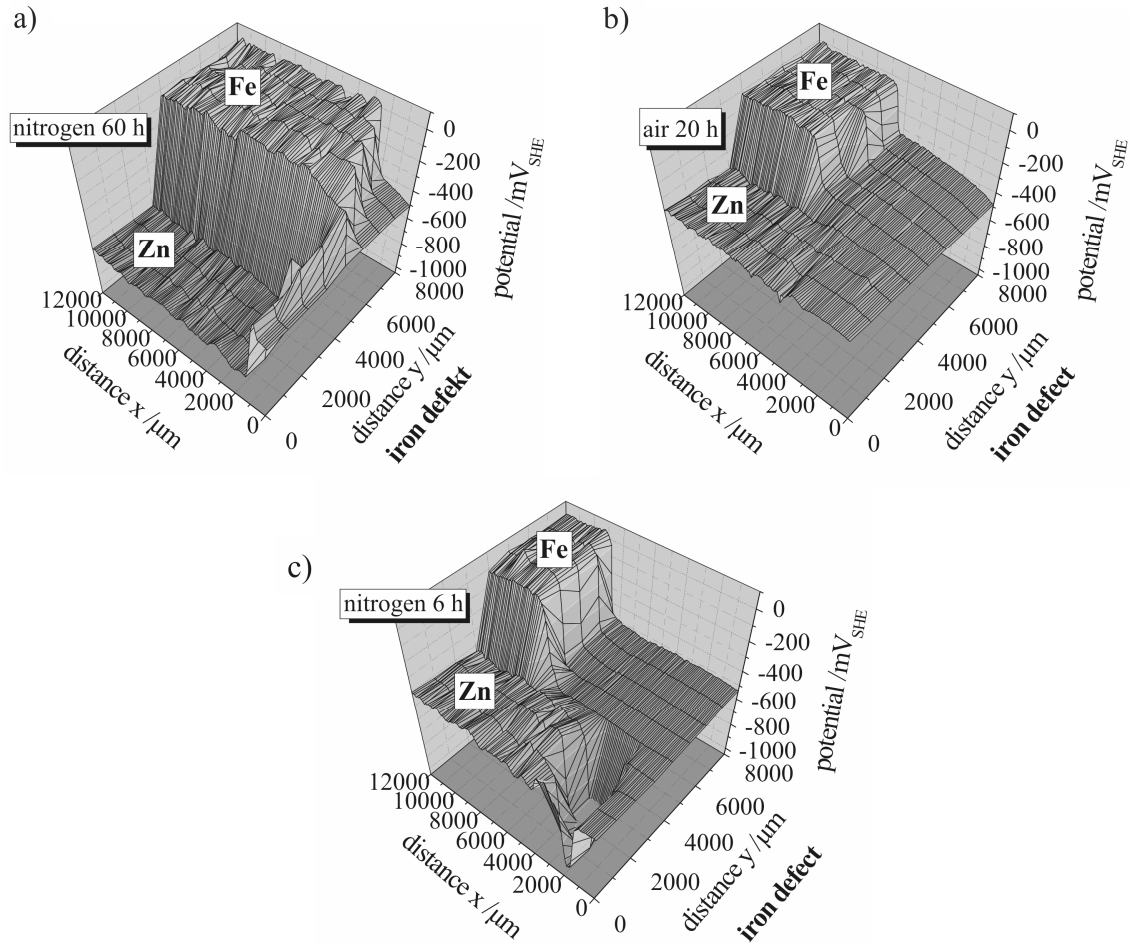 a)
Fe
nitrogen 60 h
Zn
0
-200
-400
-600
-800
-1000
potential /mV_SHE
12000
10000
8000
6000
4000
2000
0
distance x /µm
0
2000
4000
6000
8000
distance y /µm
iron defekt
b)
Fe
air 20 h
Zn
0
-200
-400
-600
-800
-1000
potential /mV_SHE
12000
10000
8000
6000
4000
2000
0
distance x /µm
0
2000
4000
6000
8000
distance y /µm
iron defect
c)
Fe
nitrogen 6 h
Zn
0
-200
-400
-600
-800
-1000
potential /mV_SHE
12000
10000
8000
6000
4000
2000
0
distance x /µm
0
2000
4000
6000
8000
distance y /µm
iron defect